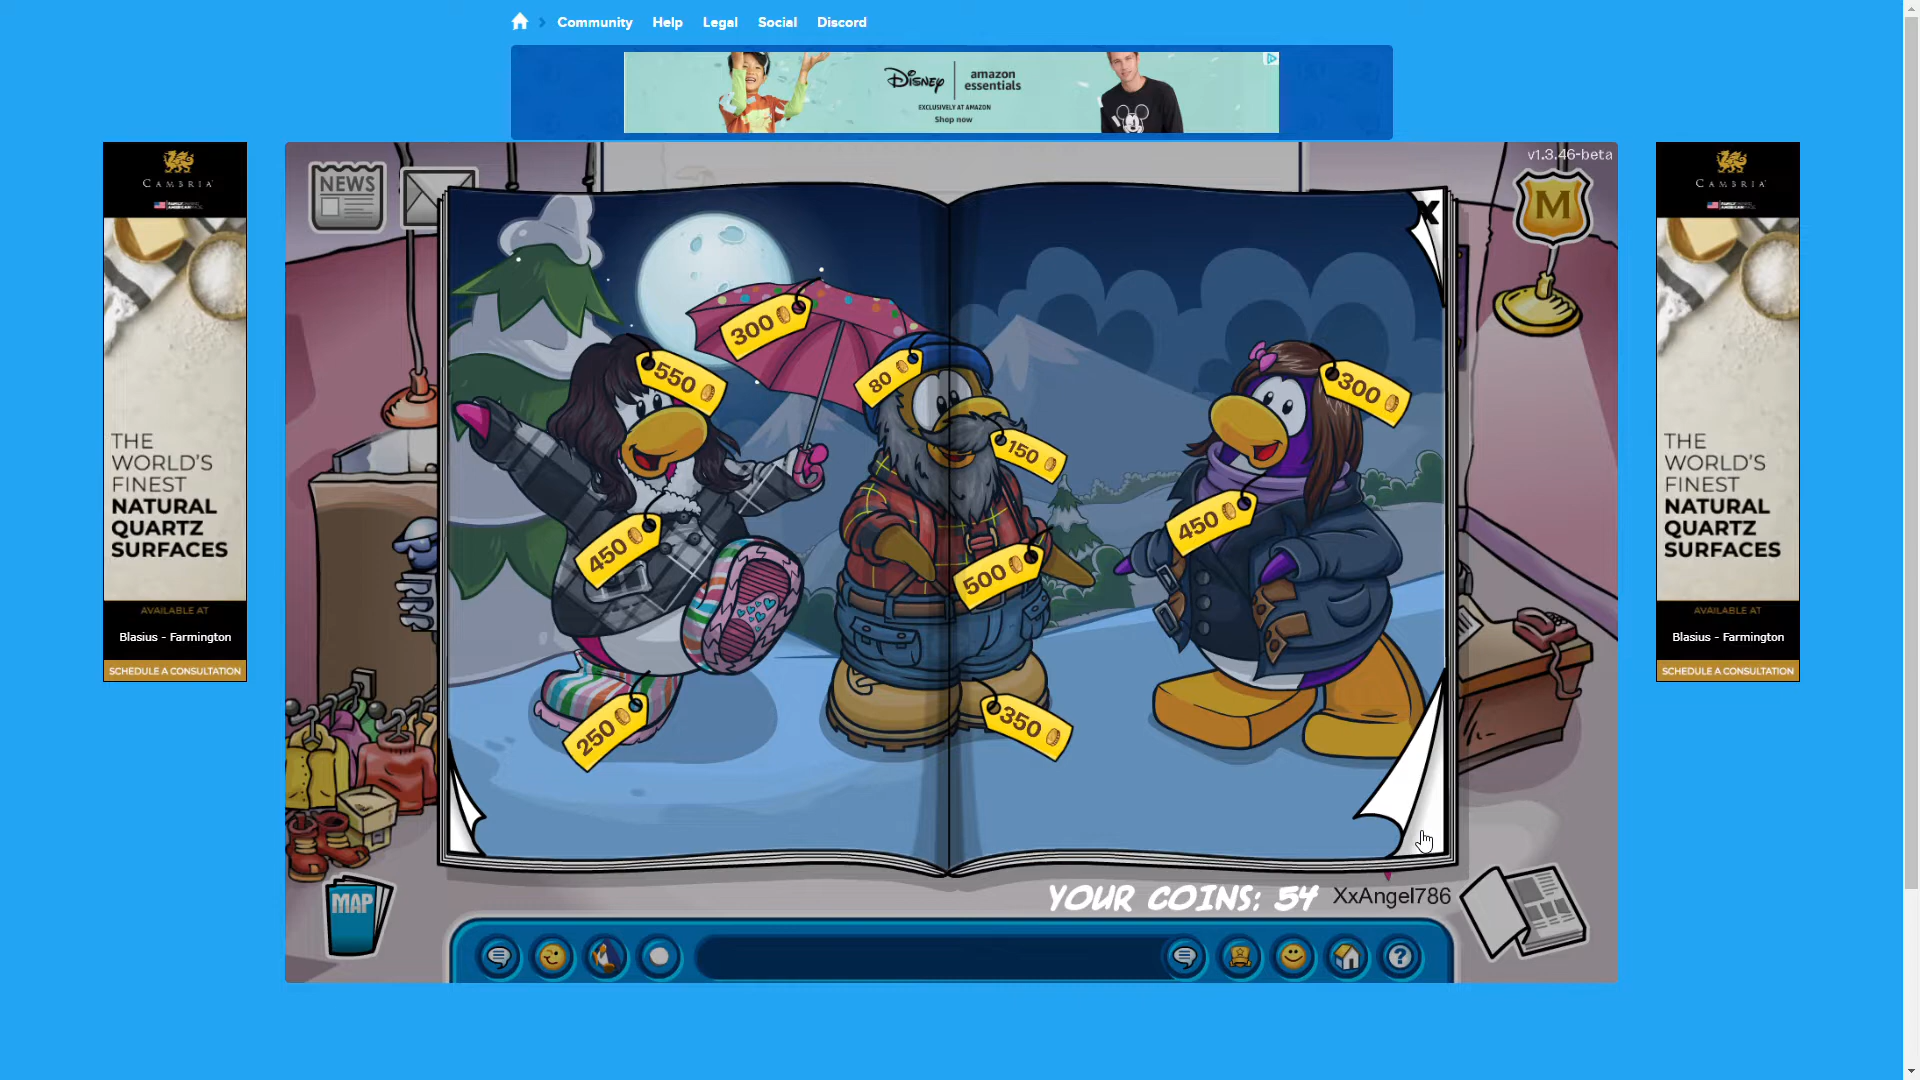 Community Help Legal Social Discord
Disney amazon essentials
EXCLUSIVELY AT AMAZON
Shop now
v1.3.46-beta
NEWS
M
X
CAMBRIA
THE
WORLD'S
FINEST
NATURAL
QUARTZ
SURFACES
AVAILABLE AT
Blasius - Farmington
SCHEDULE A CONSULTATION
300
550
80
300
150
450
450
500
250
350
CAMBRIA
THE
WORLD'S
FINEST
NATURAL
QUARTZ
SURFACES
AVAILABLE AT
Blasius - Farmington
SCHEDULE A CONSULTATION
MAP
YOUR COINS: 54 XxAngel786
?